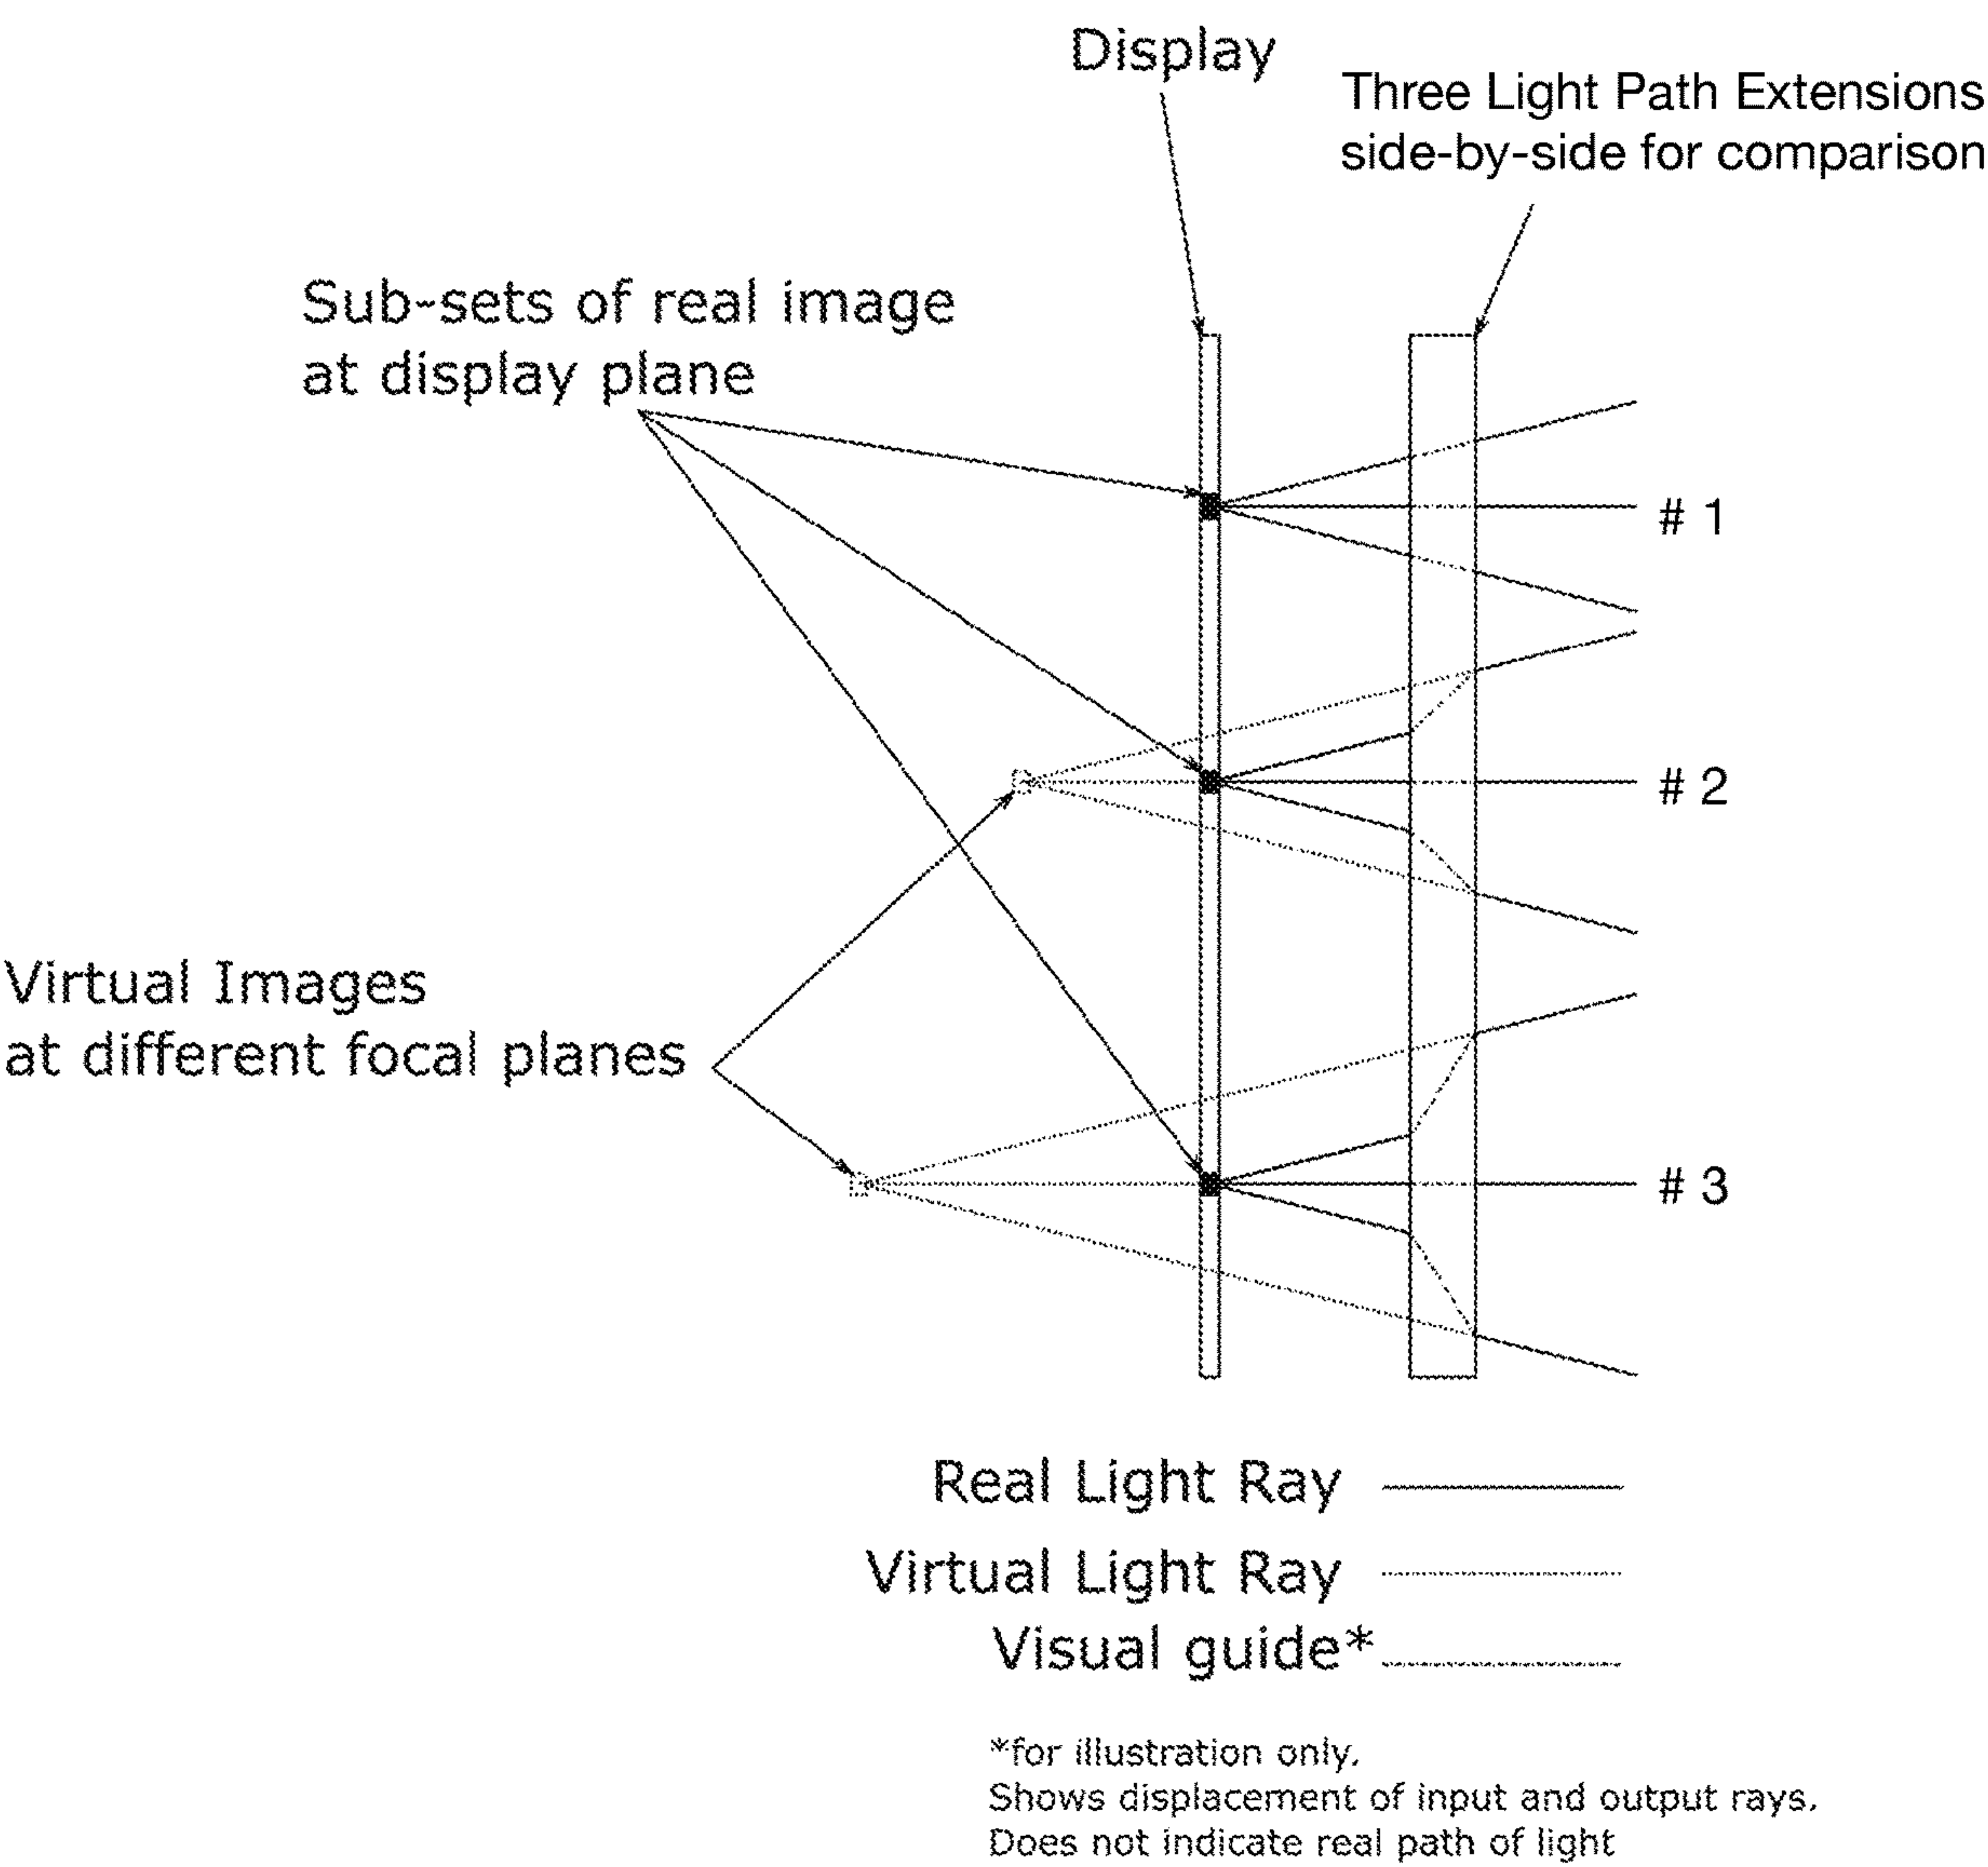 Display
Three Light Path Extensions
side-by-side for comparison
Sub-sets of real image
at display plane
# 1
# 2
Virtual Images
at different focal planes
# 3
Real Light Ray
Virtual Light Ray
Visual guide*
*for illustration only.
Shows displacement of input and output rays.
Does not indicate real path of light